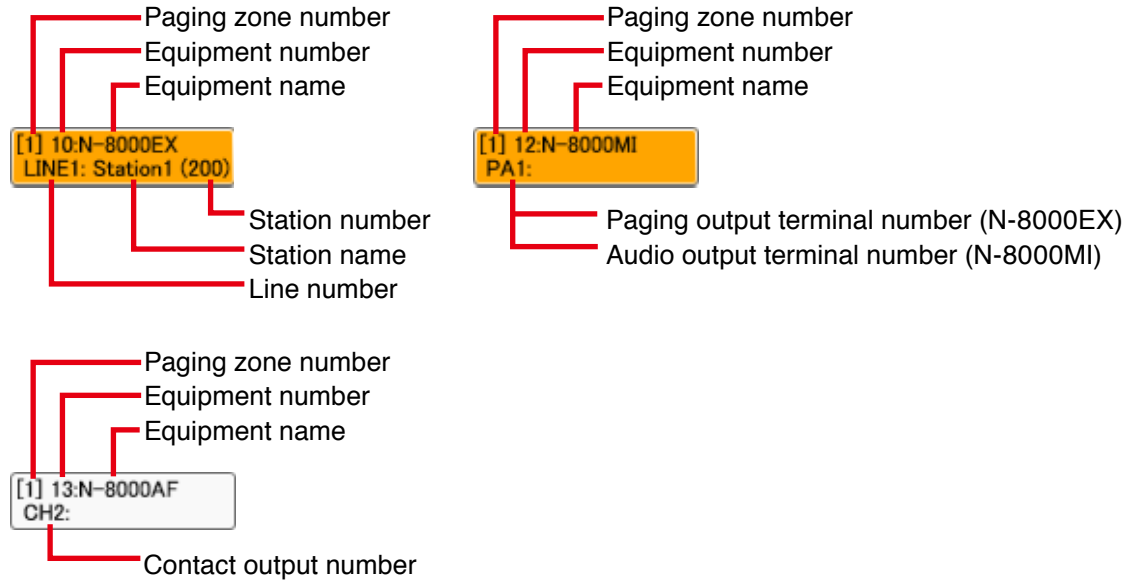 Paging zone number
Equipment number
Equipment name
[1] 10:N-8000EX
LINE1: Station1 (200)
Station number
Station name
Line number
Paging zone number
Equipment number
Equipment name
[1] 12:N-8000MI
PA1:
Paging output terminal number (N-8000EX)
Audio output terminal number (N-8000MI)
Paging zone number
Equipment number
Equipment name
[1] 13:N-8000AF
CH2:
Contact output number